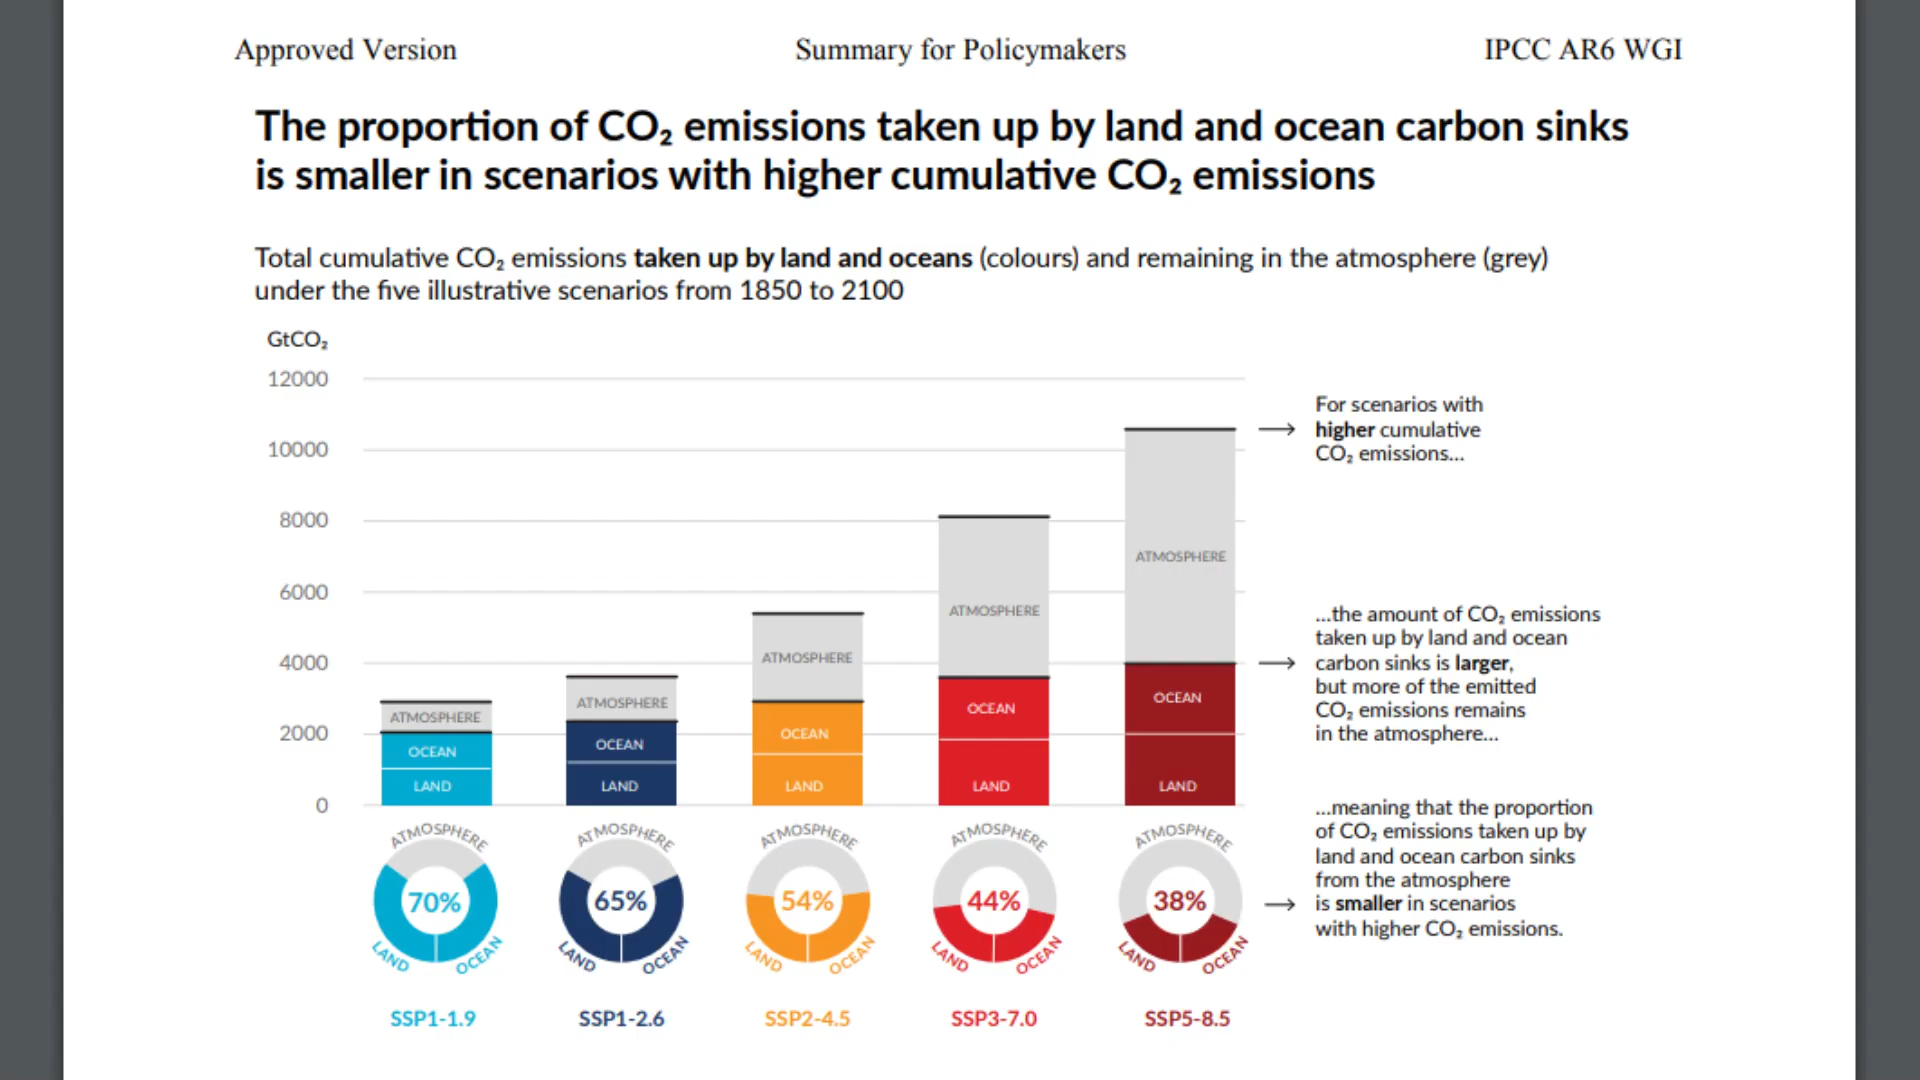 Approved Version
Summary for Policymakers
IPCC AR6 WGI
The proportion of CO₂ emissions taken up by land and ocean carbon sinks
is smaller in scenarios with higher cumulative CO₂ emissions
Total cumulative CO₂ emissions taken up by land and oceans (colours) and remaining in the atmosphere (grey)
under the five illustrative scenarios from 1850 to 2100
GtCO₂
12000
10000
8000
6000
4000
2000
0
ATMOSPHERE
OCEAN
LAND
ATMOSPHERE
OCEAN
LAND
ATMOSPHERE
OCEAN
LAND
ATMOSPHERE
OCEAN
LAND
ATMOSPHERE
OCEAN
LAND
For scenarios with
higher cumulative
CO₂ emissions...
...the amount of CO₂ emissions
taken up by land and ocean
carbon sinks is larger,
but more of the emitted
CO₂ emissions remains
in the atmosphere...
...meaning that the proportion
of CO₂ emissions taken up by
land and ocean carbon sinks
from the atmosphere
is smaller in scenarios
with higher CO₂ emissions.
ATMOSPHERE
70%
LAND
OCEAN
SSP1-1.9
ATMOSPHERE
65%
LAND
OCEAN
SSP1-2.6
ATMOSPHERE
54%
LAND
OCEAN
SSP2-4.5
ATMOSPHERE
44%
LAND
OCEAN
SSP3-7.0
ATMOSPHERE
38%
LAND
OCEAN
SSP5-8.5